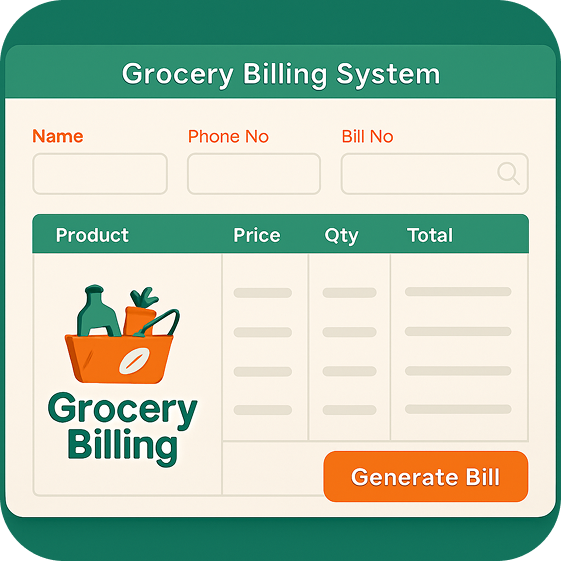 Grocery Billing System
Name Phone No Bill No
Product Price Qty Total
Grocery
Billing
Generate Bill